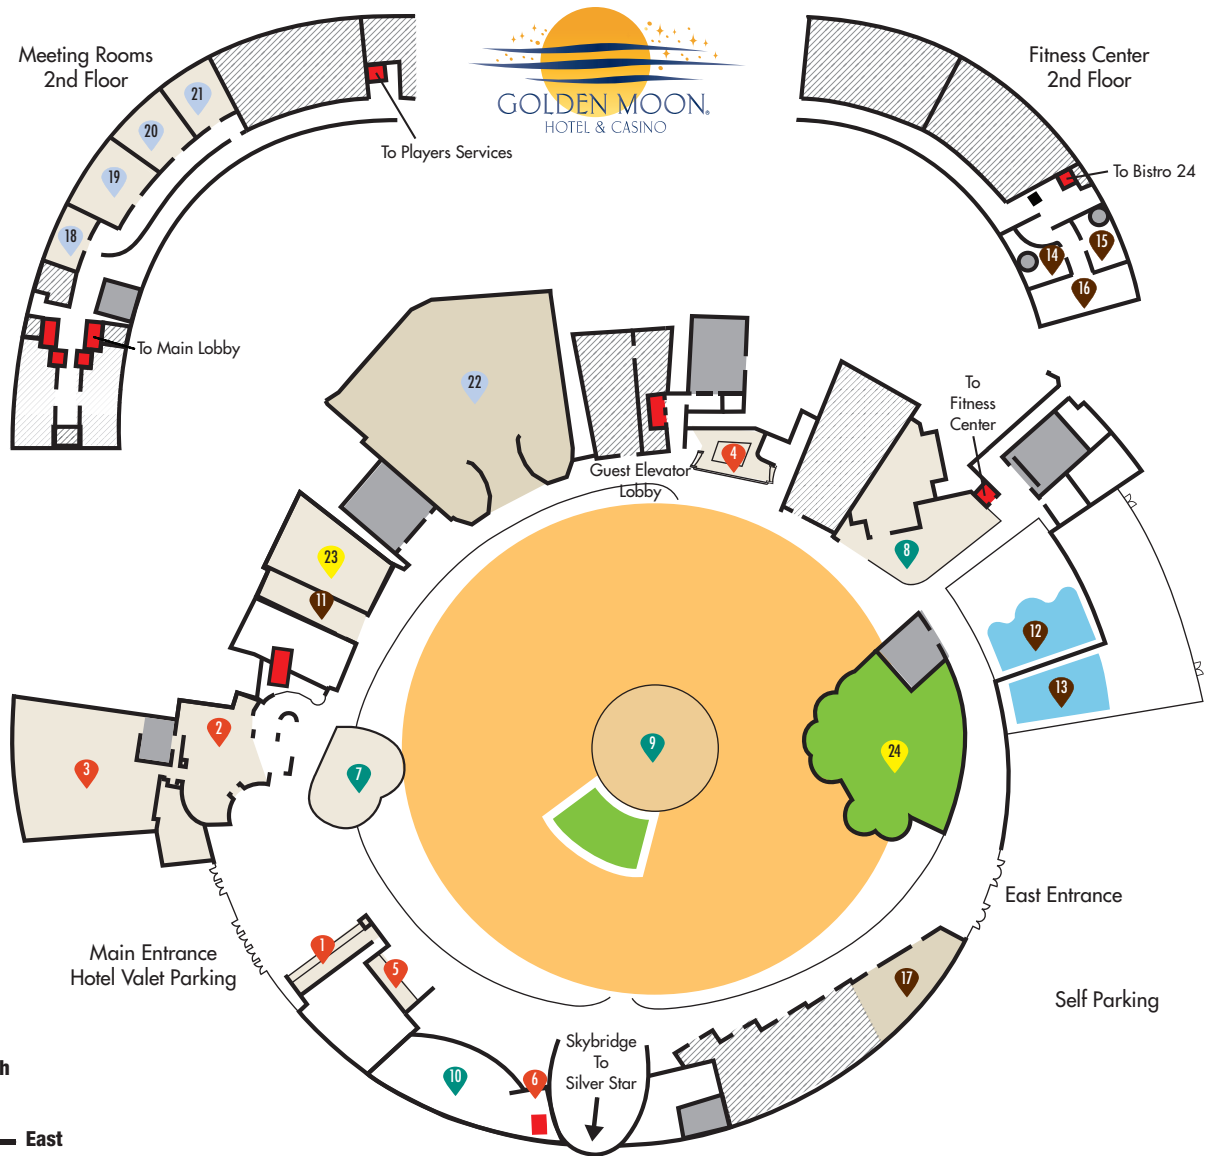 Meeting Rooms
2nd Floor
GOLDEN MOON®
HOTEL & CASINO
Fitness Center
2nd Floor
21
20
19
18
To Players Services
To Bistro 24
15
14
16
To Main Lobby
22
To
Fitness
Center
4
Guest Elevator
Lobby
8
23
11
12
13
2
3
7
9
24
East Entrance
Main Entrance
Hotel Valet Parking
1
5
17
Self Parking
Skybridge
To
Silver Star
10
6
h
East